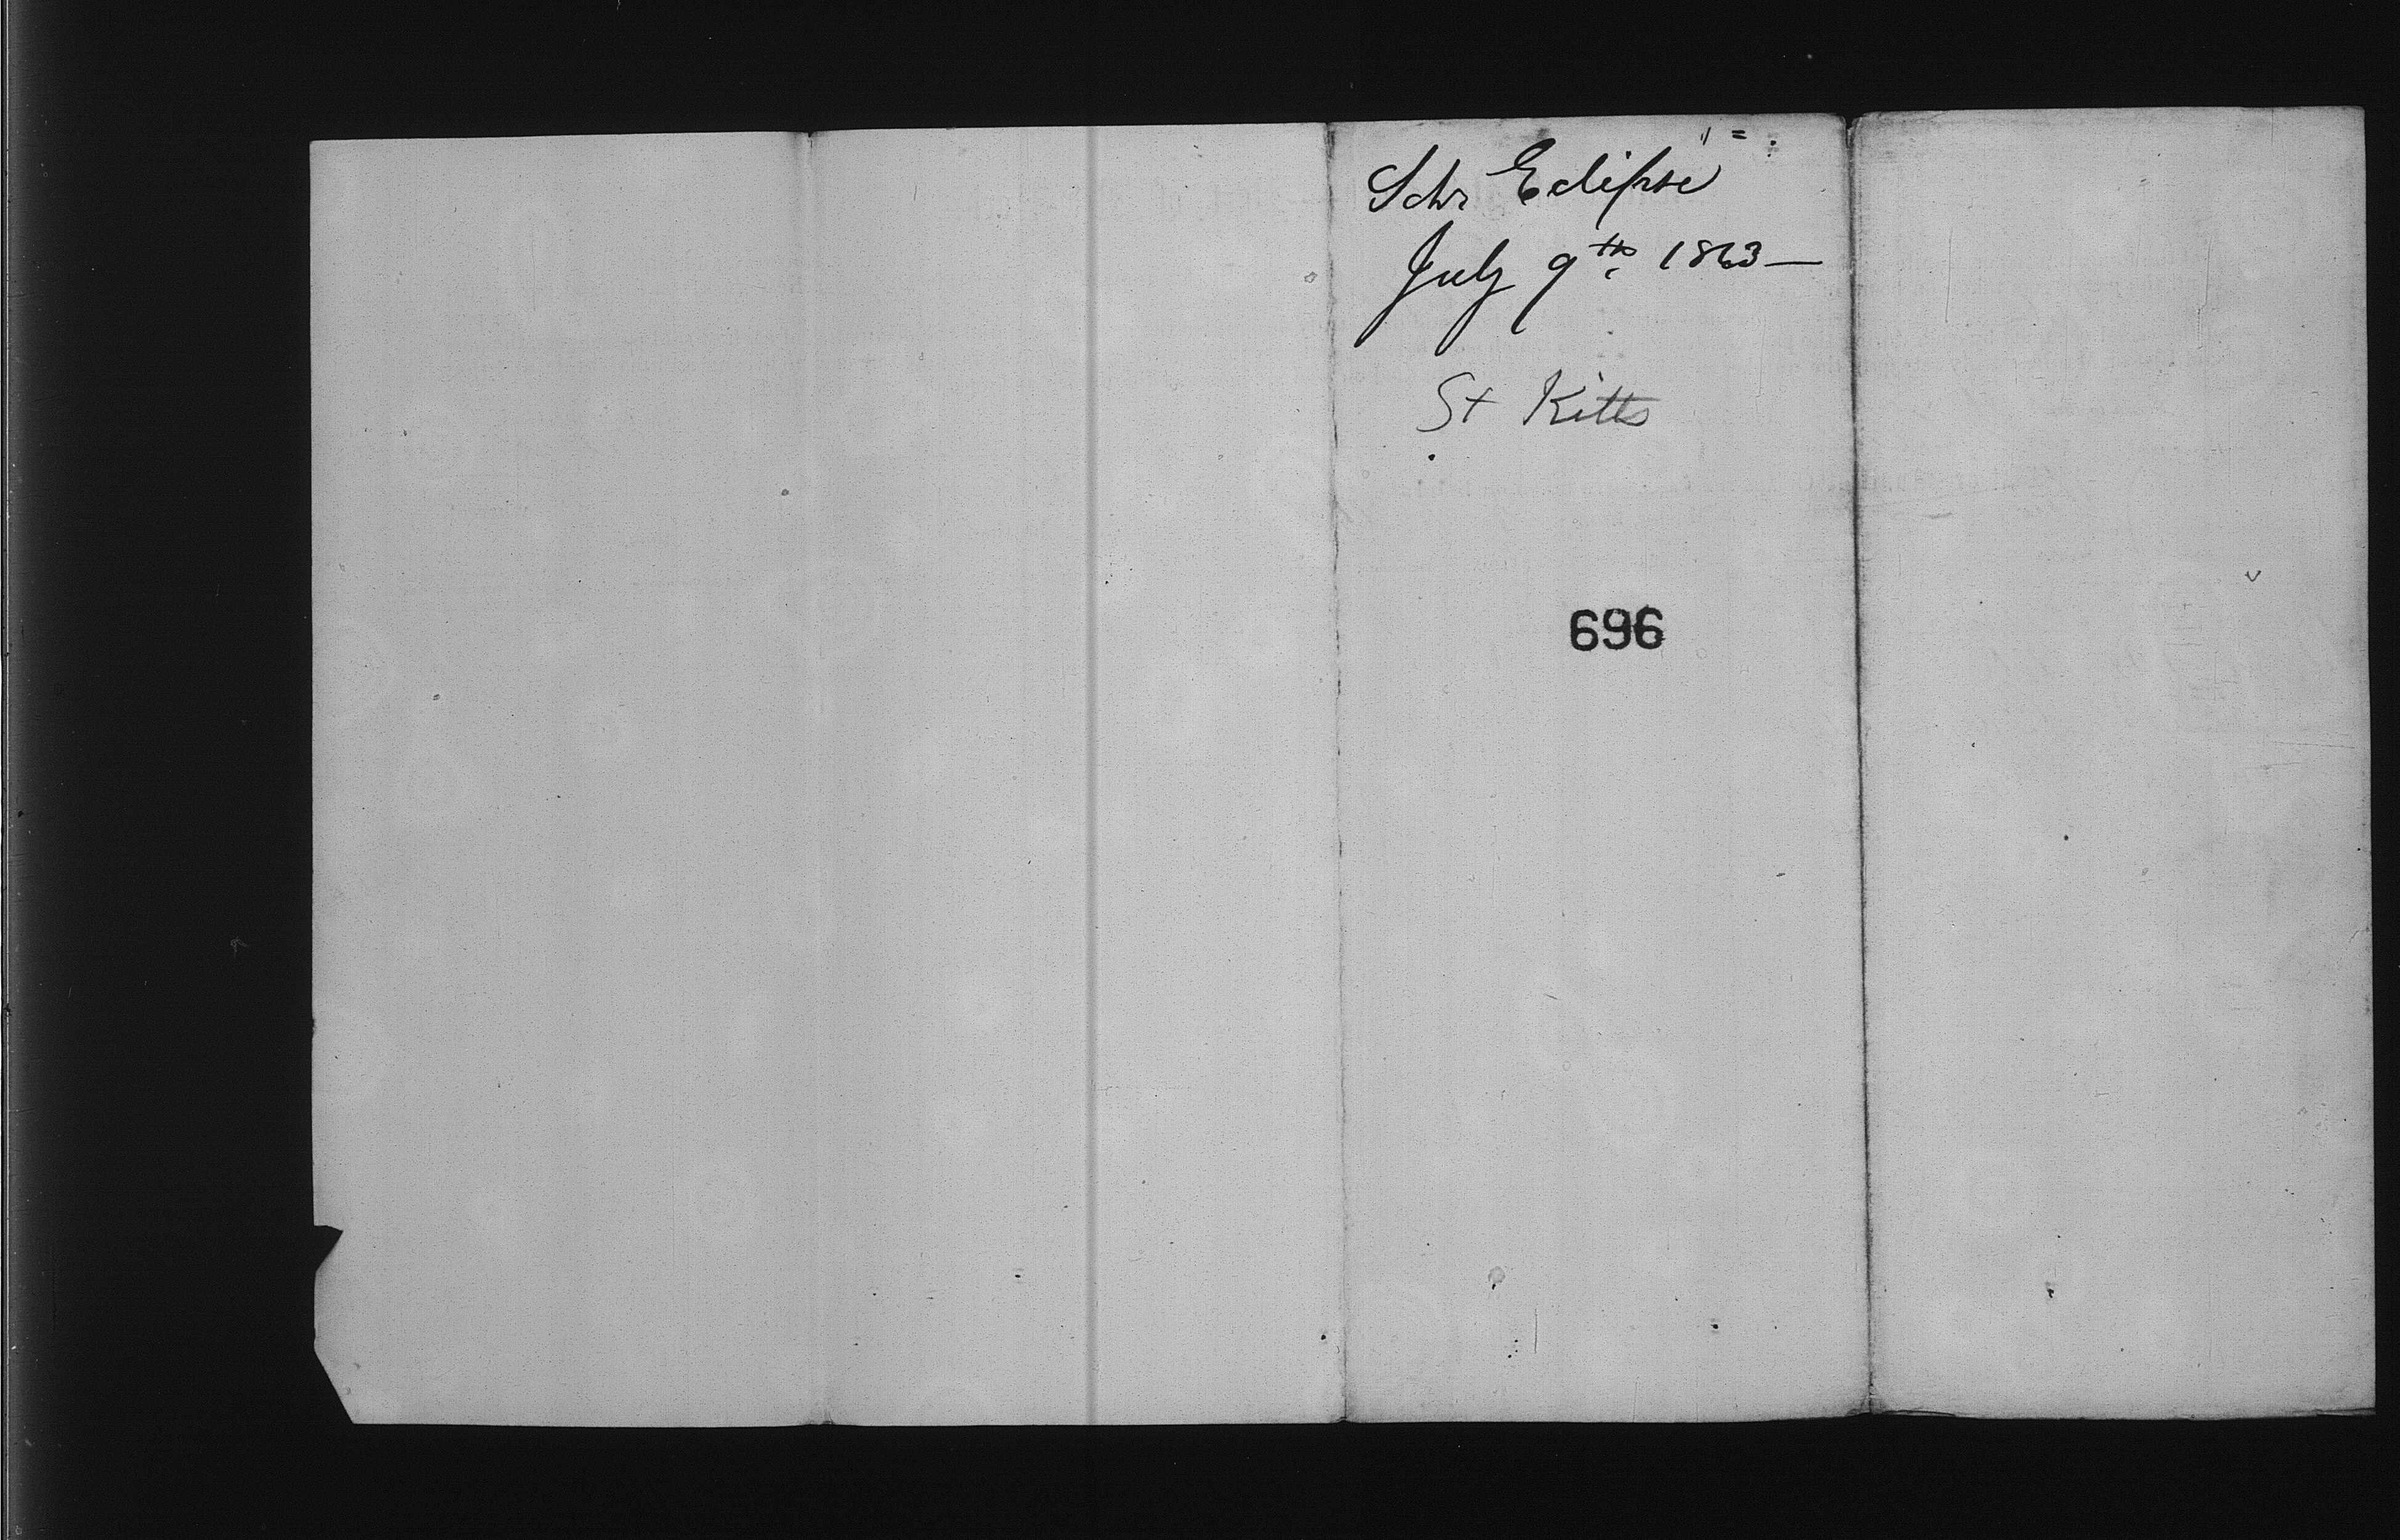 Schr Eclipse
July 9th 1863—
St Kitts
696